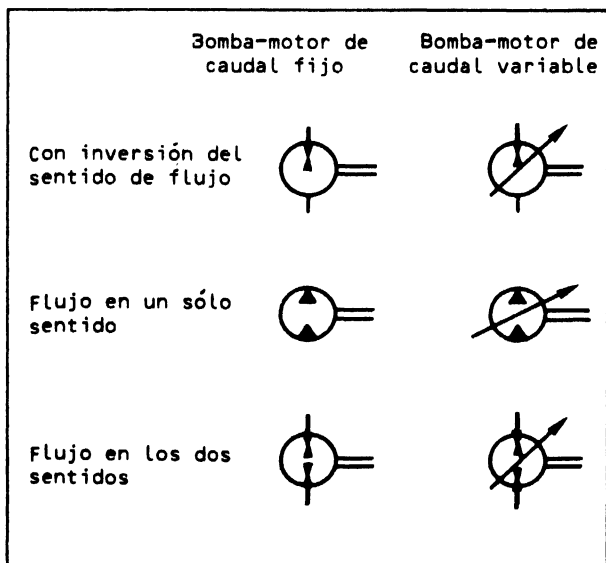 Bomba-motor de
caudal fijo
Bomba-motor de
caudal variable
Con inversión del
sentido de flujo
Flujo en un sólo
sentido
Flujo en los dos
sentidos